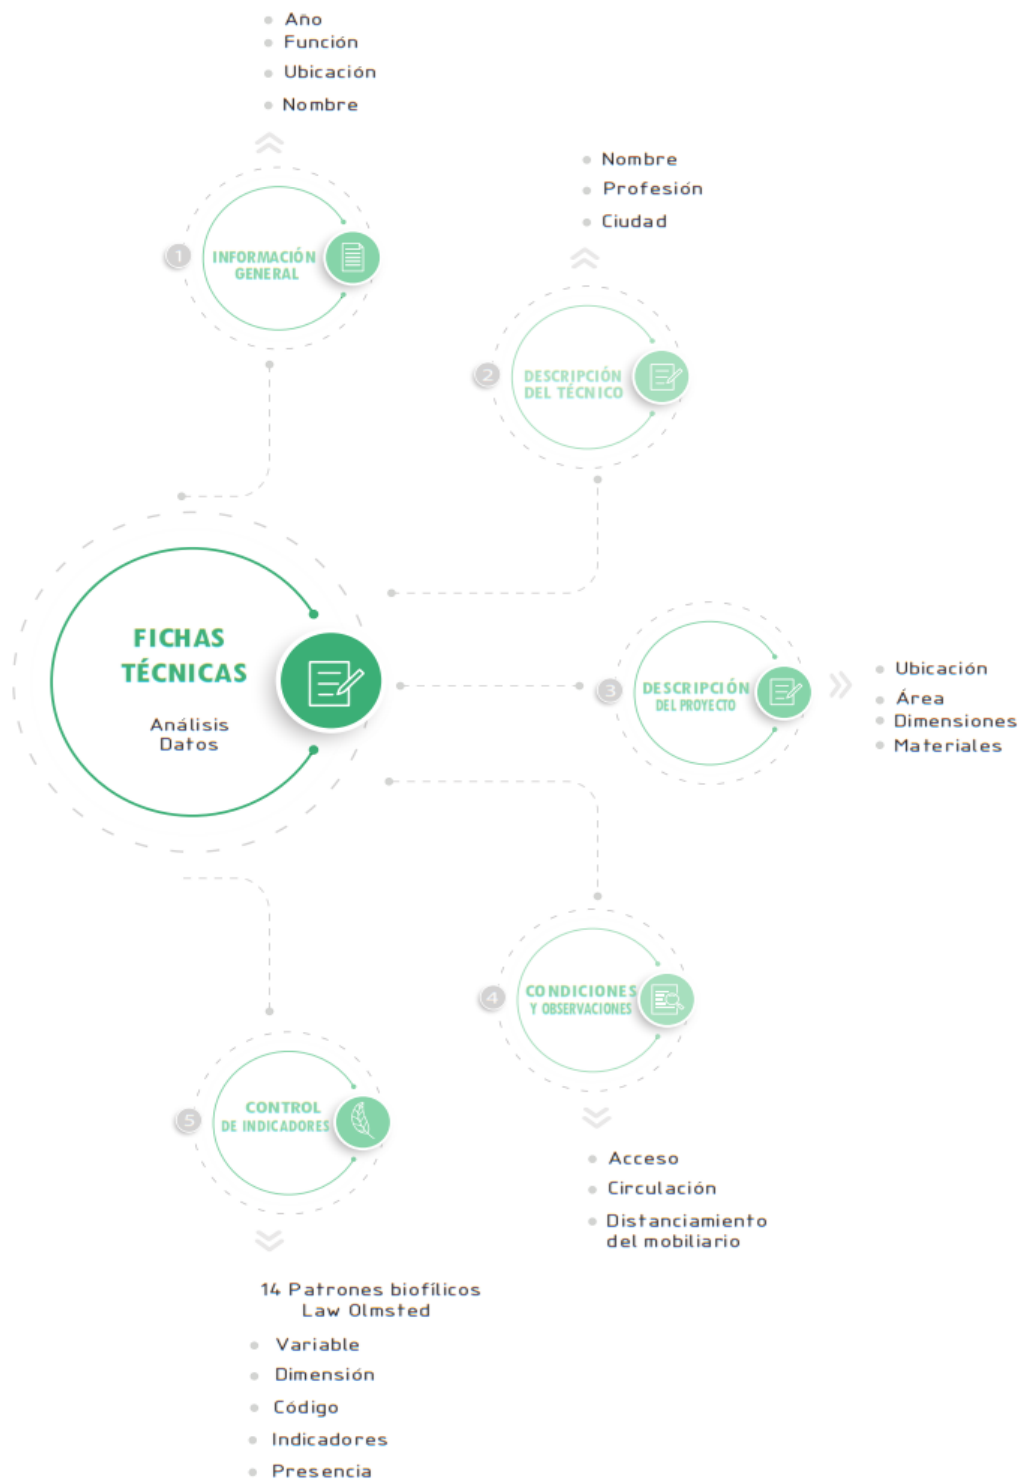 Año
Función
Ubicación
Nombre
1
INFORMACIÓN
GENERAL
Nombre
Profesión
Ciudad
2
DESCRIPCIÓN
DEL TÉCNICO
FICHAS
TÉCNICAS
Análisis
Datos
3
DESCRIPCIÓN
DEL PROYECTO
Ubicación
Área
Dimensiones
Materiales
4
CONDICIONES
Y OBSERVACIONES
Acceso
Circulación
Distanciamiento
del mobiliario
5
CONTROL
DE INDICADORES
14 Patrones biofílicos
Law Olmsted
Variable
Dimensión
Código
Indicadores
Presencia